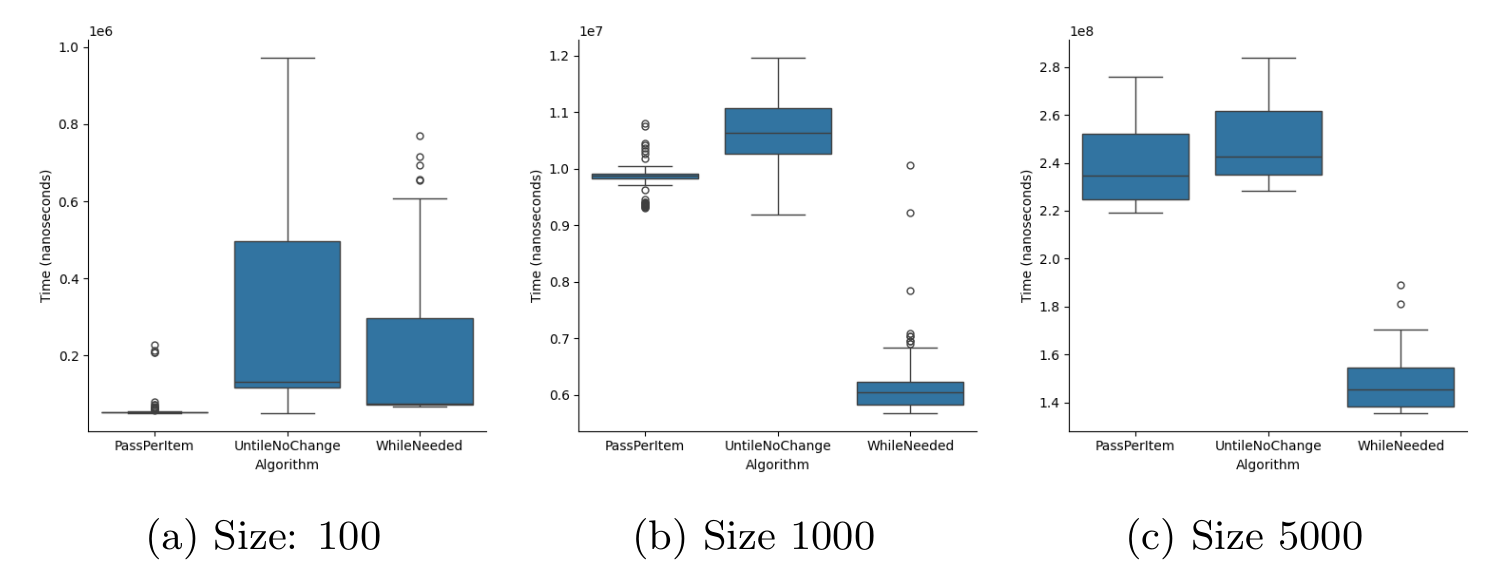 1e6
1.0
0.8
0.6
0.4
0.2
Time (nanoseconds)
PassPerItem UntileNoChange WhileNeeded
Algorithm
(a) Size: 100
1e7
1.2
1.1
1.0
0.9
0.8
0.7
0.6
Time (nanoseconds)
PassPerItem UntileNoChange WhileNeeded
Algorithm
(b) Size 1000
1e8
2.8
2.6
2.4
2.2
2.0
1.8
1.6
1.4
Time (nanoseconds)
PassPerItem UntileNoChange WhileNeeded
Algorithm
(c) Size 5000